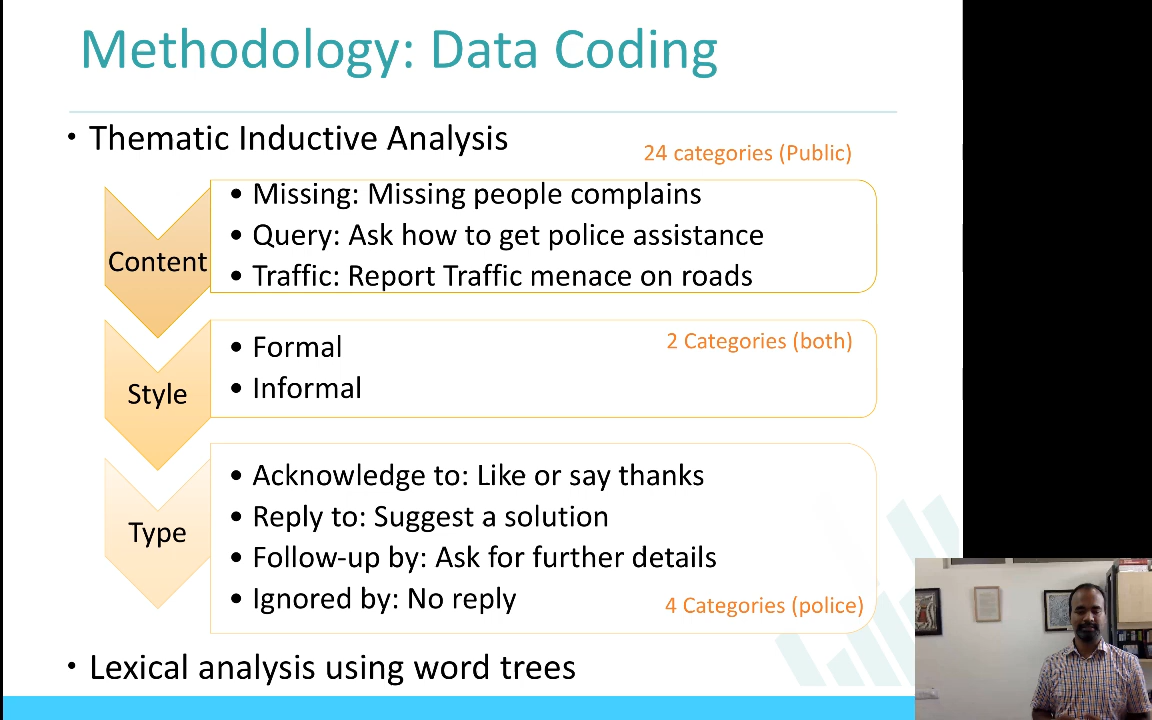 Methodology: Data Coding
• Thematic Inductive Analysis
24 categories (Public)
Content
• Missing: Missing people complains
• Query: Ask how to get police assistance
• Traffic: Report Traffic menace on roads
Style
2 Categories (both)
• Formal
• Informal
Type
• Acknowledge to: Like or say thanks
• Reply to: Suggest a solution
• Follow-up by: Ask for further details
• Ignored by: No reply
4 Categories (police)
• Lexical analysis using word trees